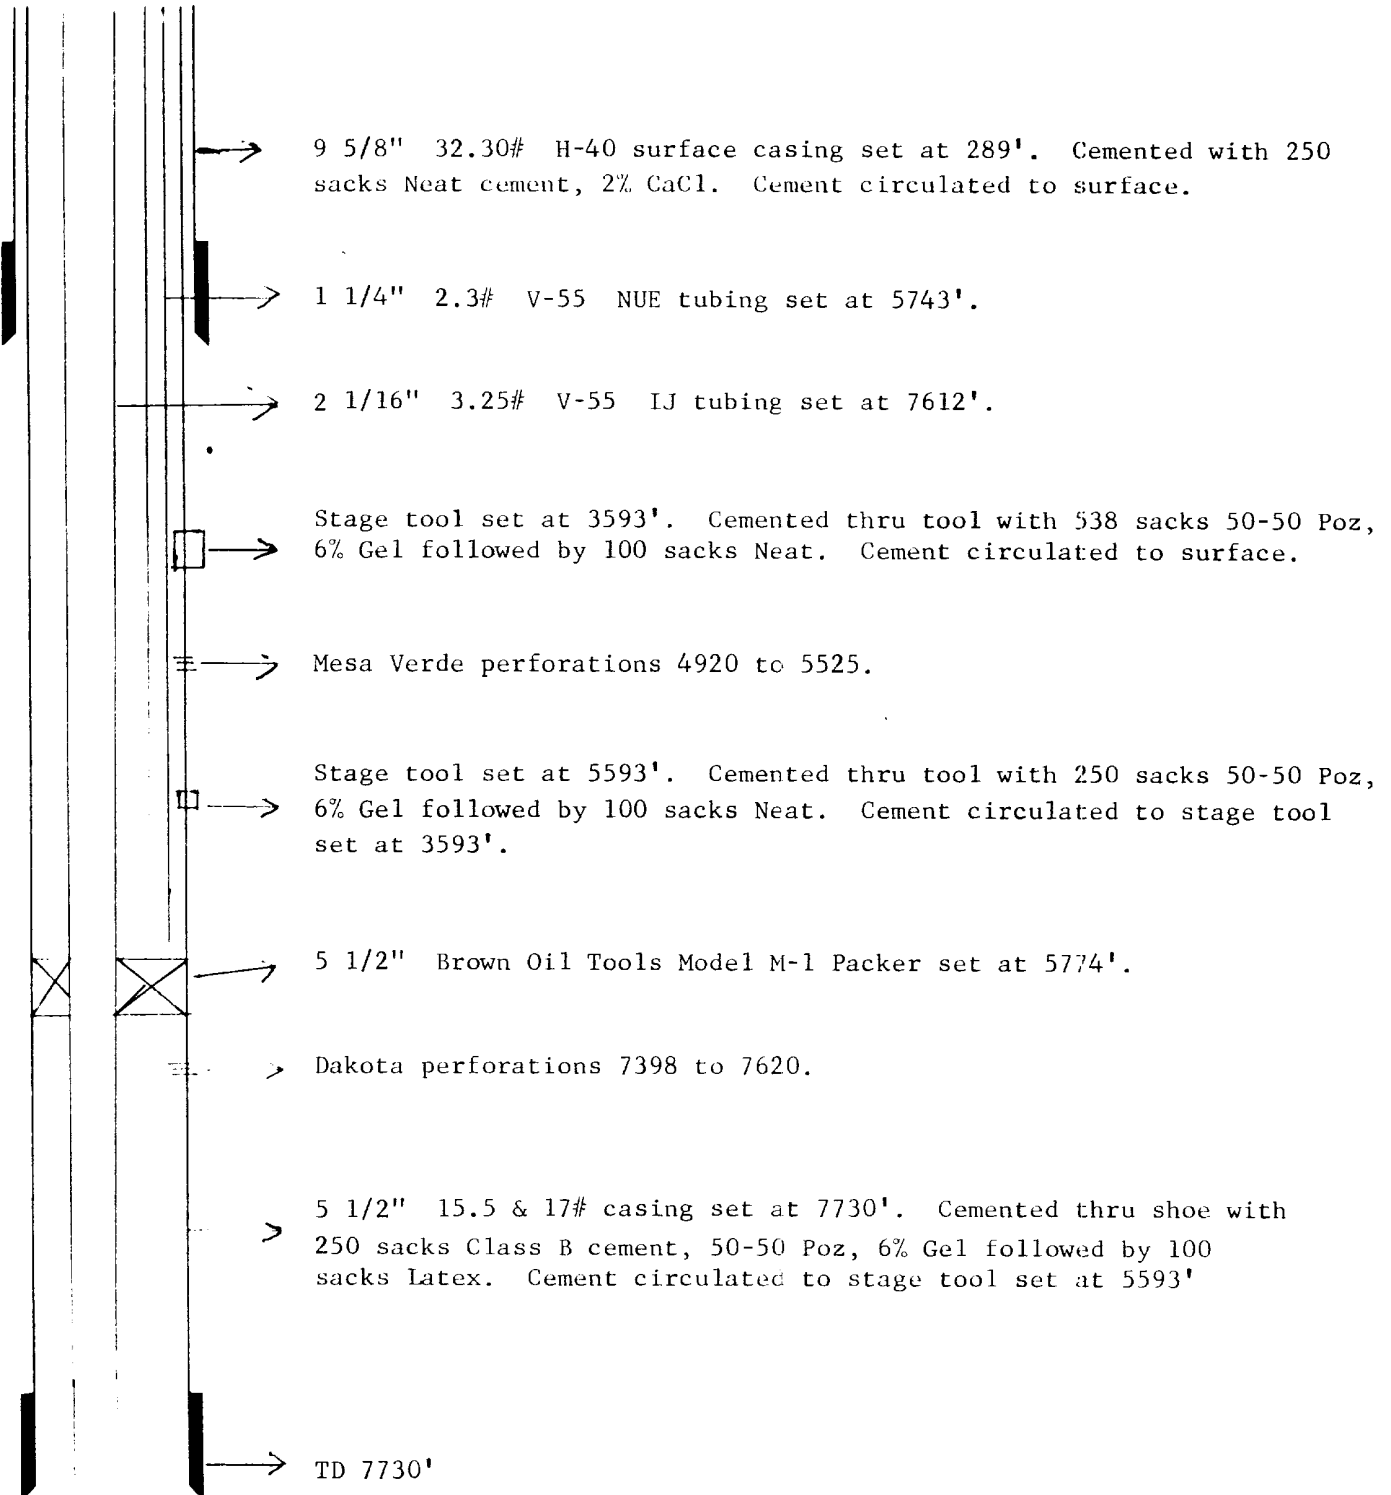 9 5/8" 32.30# H-40 surface casing set at 289'. Cemented with 250
sacks Neat cement, 2% CaCl. Cement circulated to surface.
1 1/4" 2.3# V-55 NUE tubing set at 5743'.
2 1/16" 3.25# V-55 IJ tubing set at 7612'.
Stage tool set at 3593'. Cemented thru tool with 538 sacks 50-50 Poz,
6% Gel followed by 100 sacks Neat. Cement circulated to surface.
Mesa Verde perforations 4920 to 5525.
Stage tool set at 5593'. Cemented thru tool with 250 sacks 50-50 Poz,
6% Gel followed by 100 sacks Neat. Cement circulated to stage tool
set at 3593'.
5 1/2" Brown Oil Tools Model M-1 Packer set at 5774'.
Dakota perforations 7398 to 7620.
5 1/2" 15.5 & 17# casing set at 7730'. Cemented thru shoe with
250 sacks Class B cement, 50-50 Poz, 6% Gel followed by 100
sacks Latex. Cement circulated to stage tool set at 5593'
TD 7730'